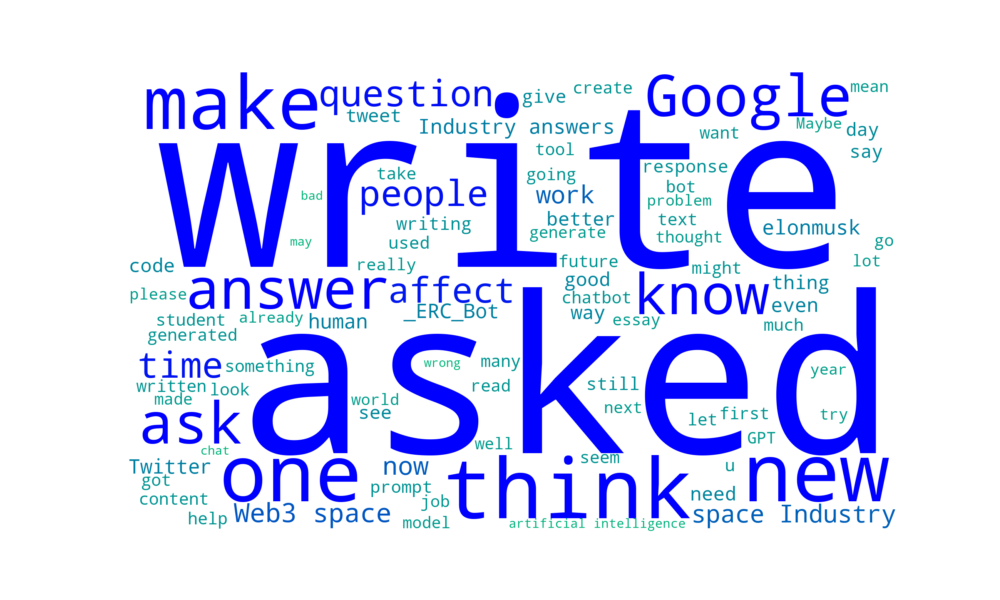 make question give create Google mean
tweet Industry answers want Maybe day
write
tool say
take going response
bad people work bot
problem
writing better text elonmusk
used generate thought
may go
code really future might lot
please answer affect good know thing
chatbot even
student already human _ERC_Bot way essay much
generated
asked
time something wrong many year
written look read still
made world next
see let first try
ask chat well GPT
Twitter one now seem u new
got think
content prompt need
job
help Web3 space model artificial intelligence space Industry